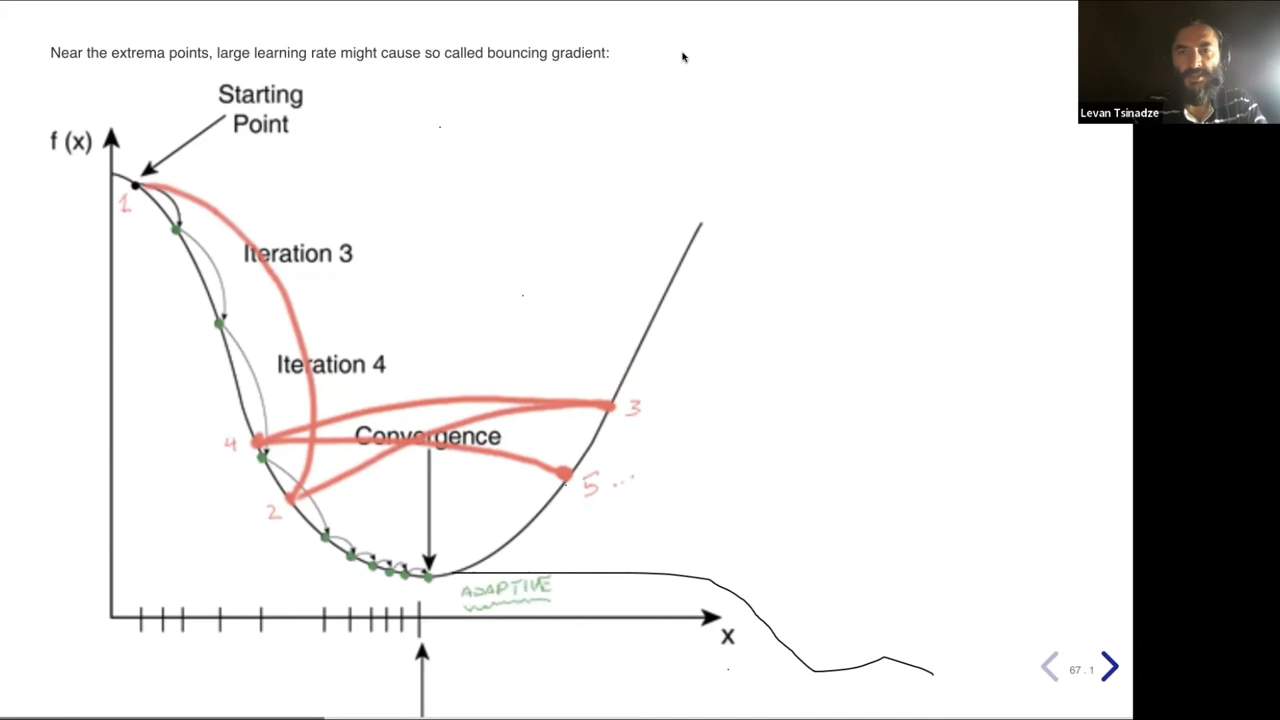 Near the extrema points, large learning rate might cause so called bouncing gradient:
Levan Tsinadze
Starting
Point
f (x)
1
Iteration 3
Iteration 4
3
4
Convergence
5 ...
2
ADAPTIVE
x
67 . 1